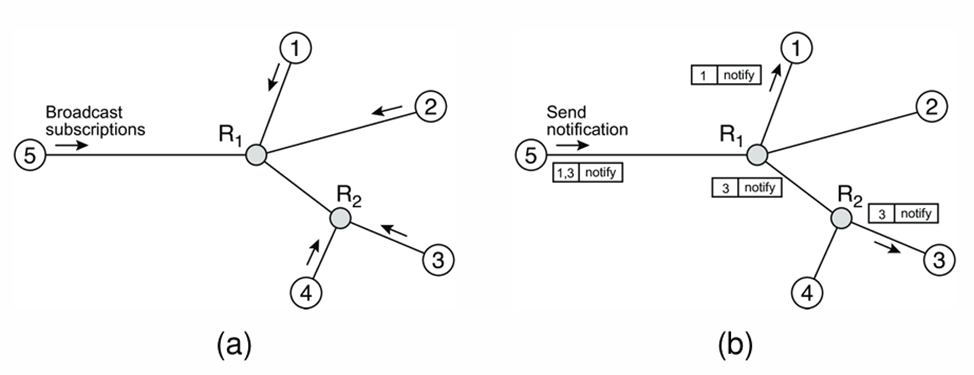 1
2
Broadcast
subscriptions
R1
5
R2
3
4
(a)
1
1 notify
2
Send
notification
R1
5
1,3 notify
3 notify
R2
3 notify
3
4
(b)